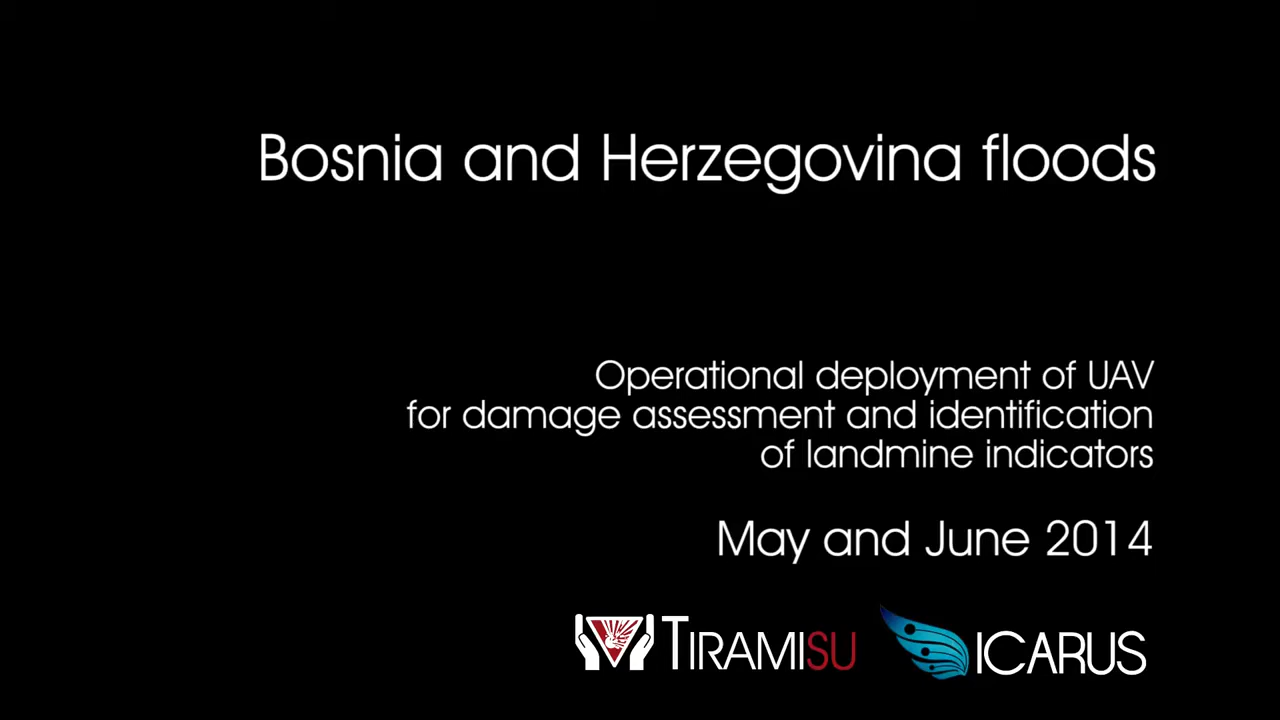 Bosnia and Herzegovina floods
Operational deployment of UAV
for damage assessment and identification
of landmine indicators
May and June 2014
TIRAMISU ICARUS